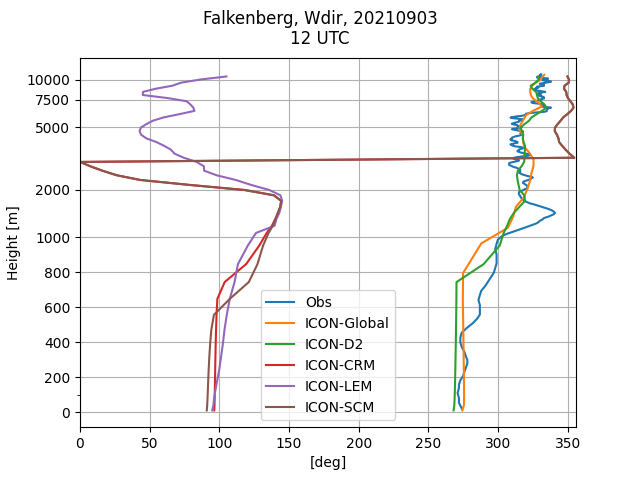 Falkenberg, Wdir, 20210903
12 UTC
10000
7500
5000
2000
1000
800
600
400
200
0
Height [m]
0 50 100 150 200 250 300 350
[deg]
Obs
ICON-Global
ICON-D2
ICON-CRM
ICON-LEM
ICON-SCM